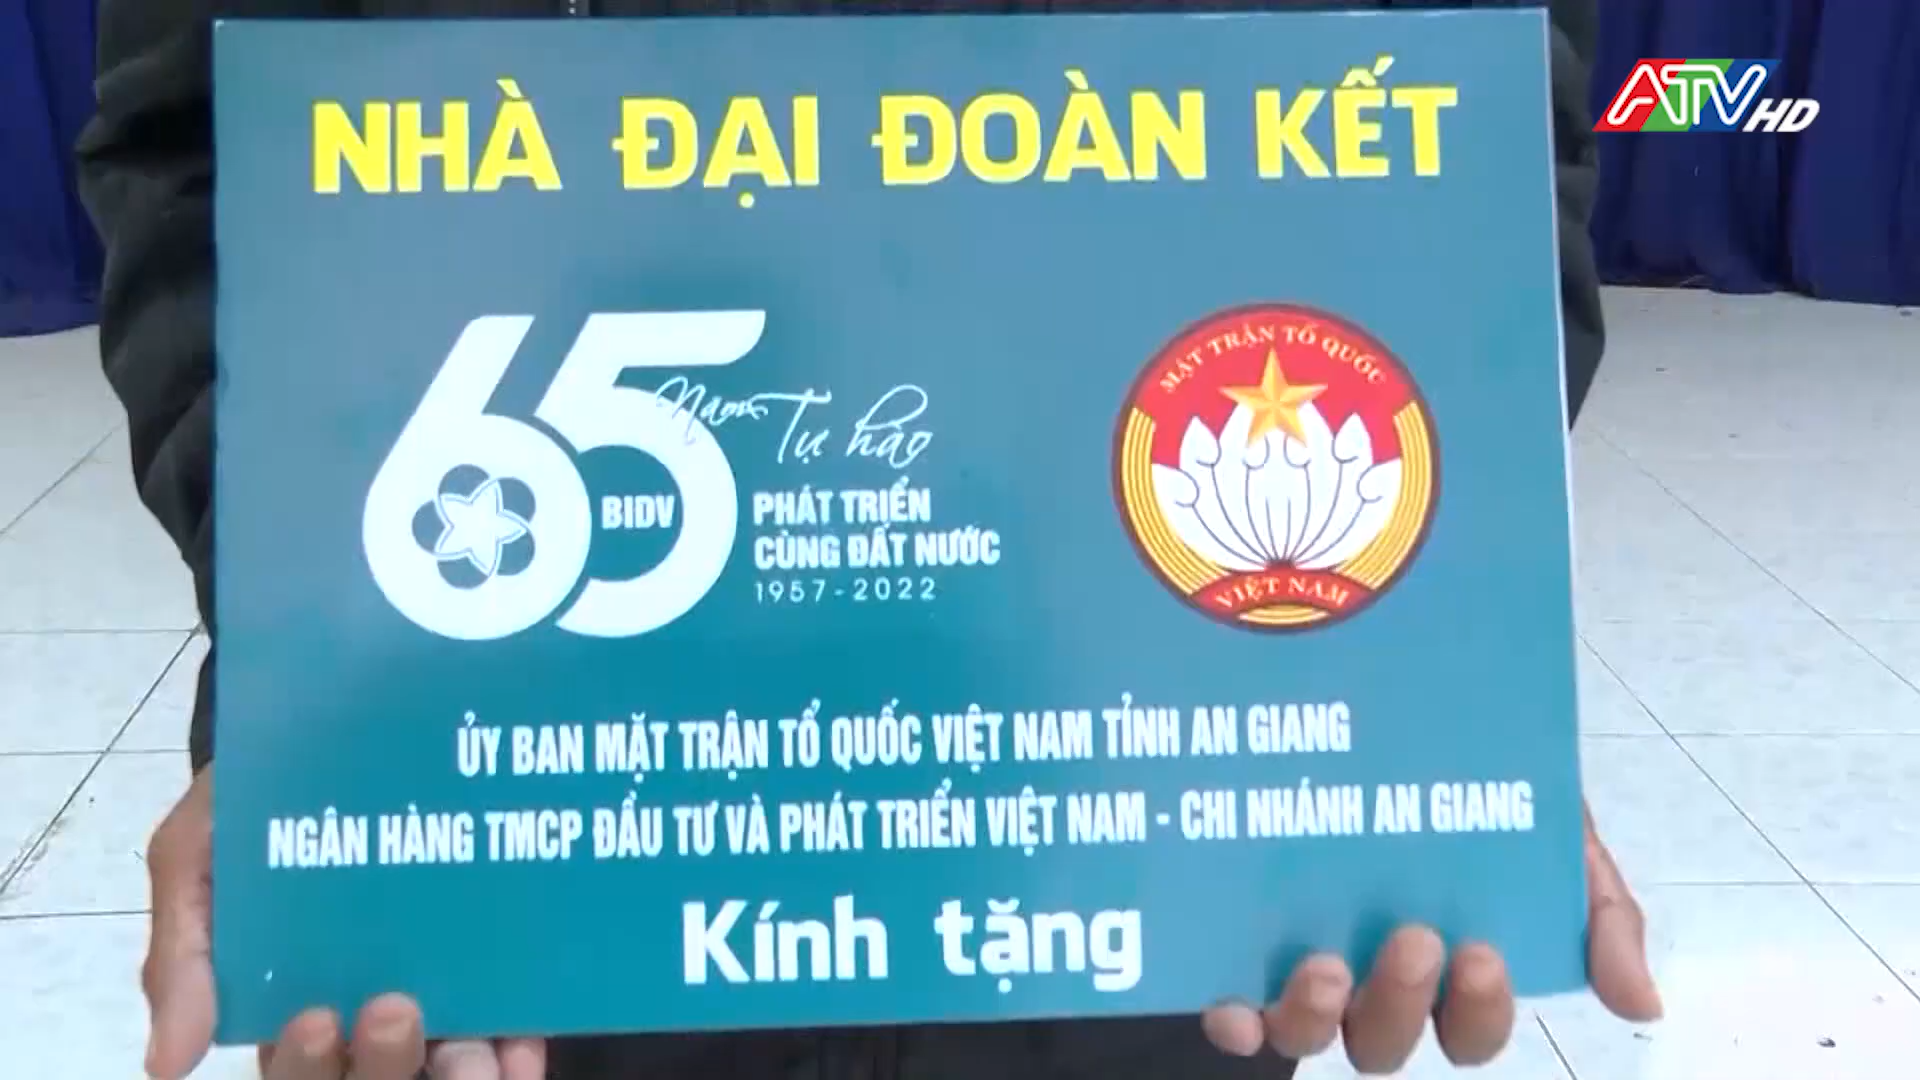 NHÀ ĐẠI ĐOÀN KẾT
ATV HD
65
Năm Tự hào
BIDV
PHÁT TRIỂN
CÙNG ĐẤT NƯỚC
1957-2022
MẶT TRẬN TỔ QUỐC
VIỆT NAM
ỦY BAN MẶT TRẬN TỔ QUỐC VIỆT NAM TỈNH AN GIANG
NGÂN HÀNG TMCP ĐẦU TƯ VÀ PHÁT TRIỂN VIỆT NAM - CHI NHÁNH AN GIANG
Kính tặng